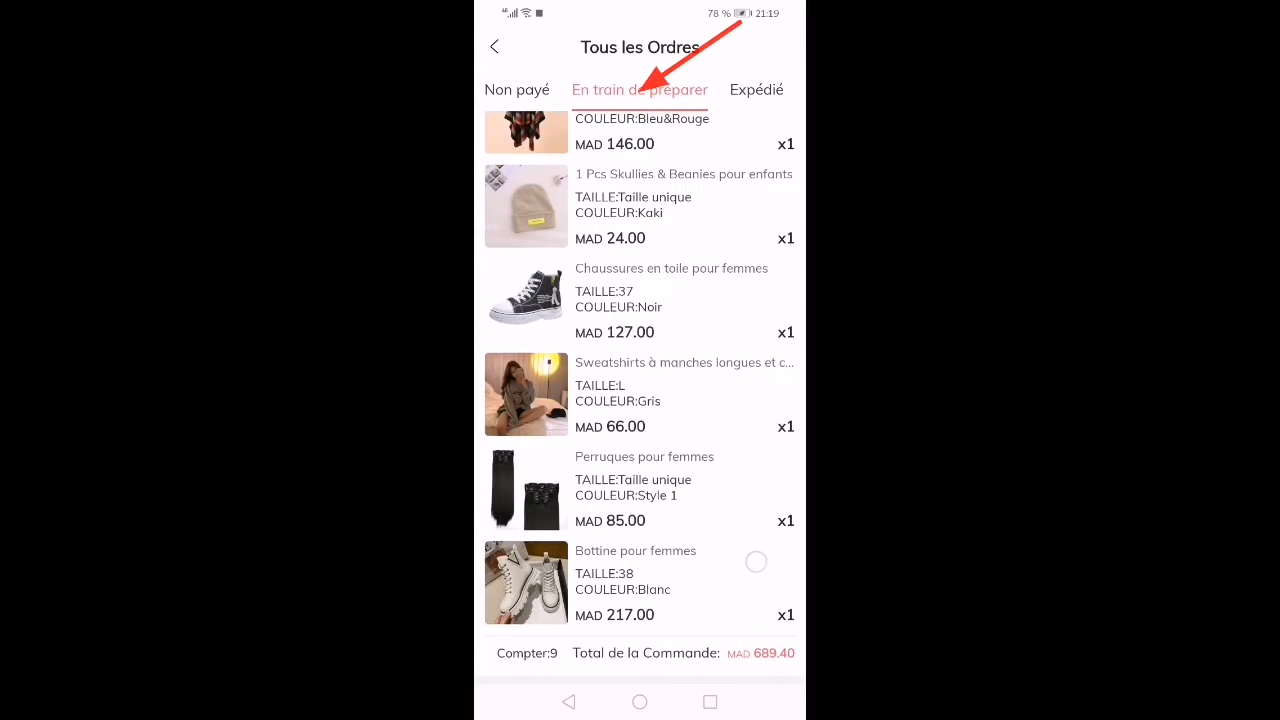 78 % 21:19
Tous les Ordres
Non payé En train de préparer Expédié
COULEUR:Bleu&Rouge
MAD 146.00 x1
1 Pcs Skullies & Beanies pour enfants
TAILLE:Taille unique
COULEUR:Kaki
MAD 24.00 x1
Chaussures en toile pour femmes
TAILLE:37
COULEUR:Noir
MAD 127.00 x1
Sweatshirts à manches longues et c...
TAILLE:L
COULEUR:Gris
MAD 66.00 x1
Perruques pour femmes
TAILLE:Taille unique
COULEUR:Style 1
MAD 85.00 x1
Bottine pour femmes
TAILLE:38
COULEUR:Blanc
MAD 217.00 x1
Compter:9 Total de la Commande: MAD 689.40